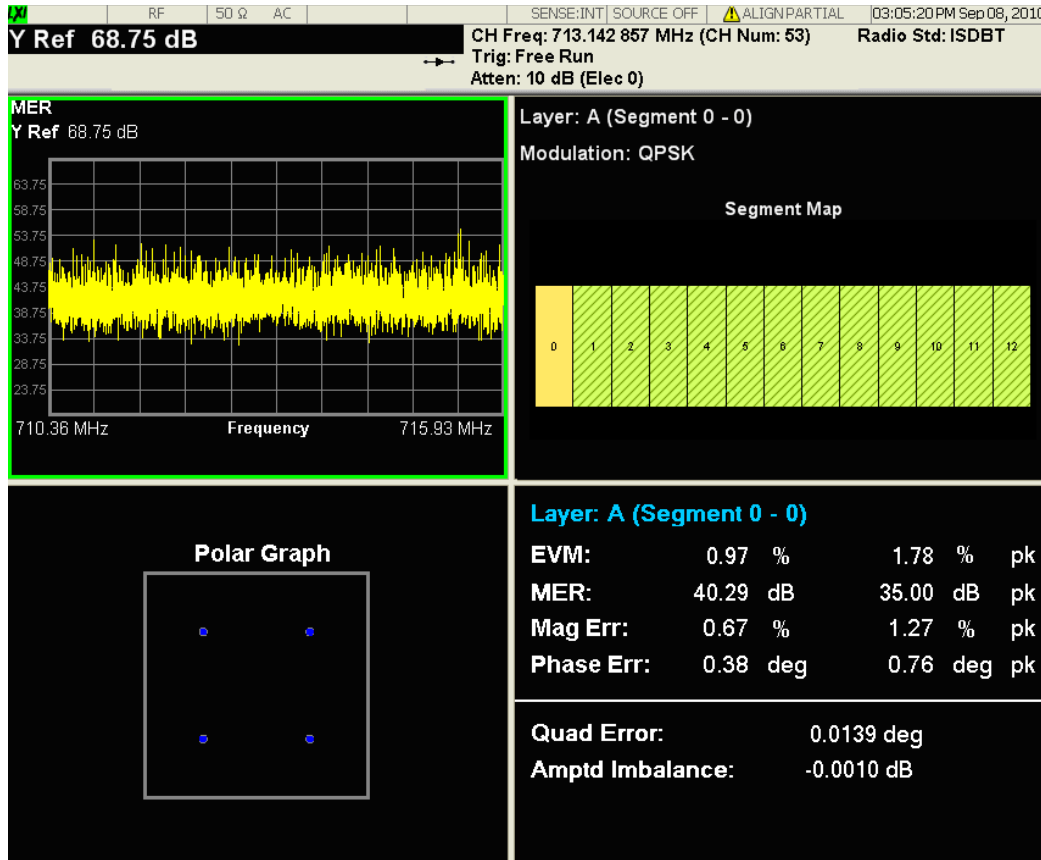 LXI RF 50 Ω AC SENSE:INT SOURCE OFF ALIGN PARTIAL 03:05:20 PM Sep 08, 2010
Y Ref 68.75 dB
CH Freq: 713.142 857 MHz (CH Num: 53) Radio Std: ISDBT
Trig: Free Run
Atten: 10 dB (Elec 0)
MER
Y Ref 68.75 dB
63.75
58.75
53.75
48.75
43.75
38.75
33.75
28.75
23.75
710.36 MHz Frequency 715.93 MHz
Layer: A (Segment 0 - 0)
Modulation: QPSK
Segment Map
0 1 2 3 4 5 6 7 8 9 10 11 12
Polar Graph
Layer: A (Segment 0 - 0)
EVM: 0.97 % 1.78 % pk
MER: 40.29 dB 35.00 dB pk
Mag Err: 0.67 % 1.27 % pk
Phase Err: 0.38 deg 0.76 deg pk
Quad Error: 0.0139 deg
Amptd Imbalance: -0.0010 dB